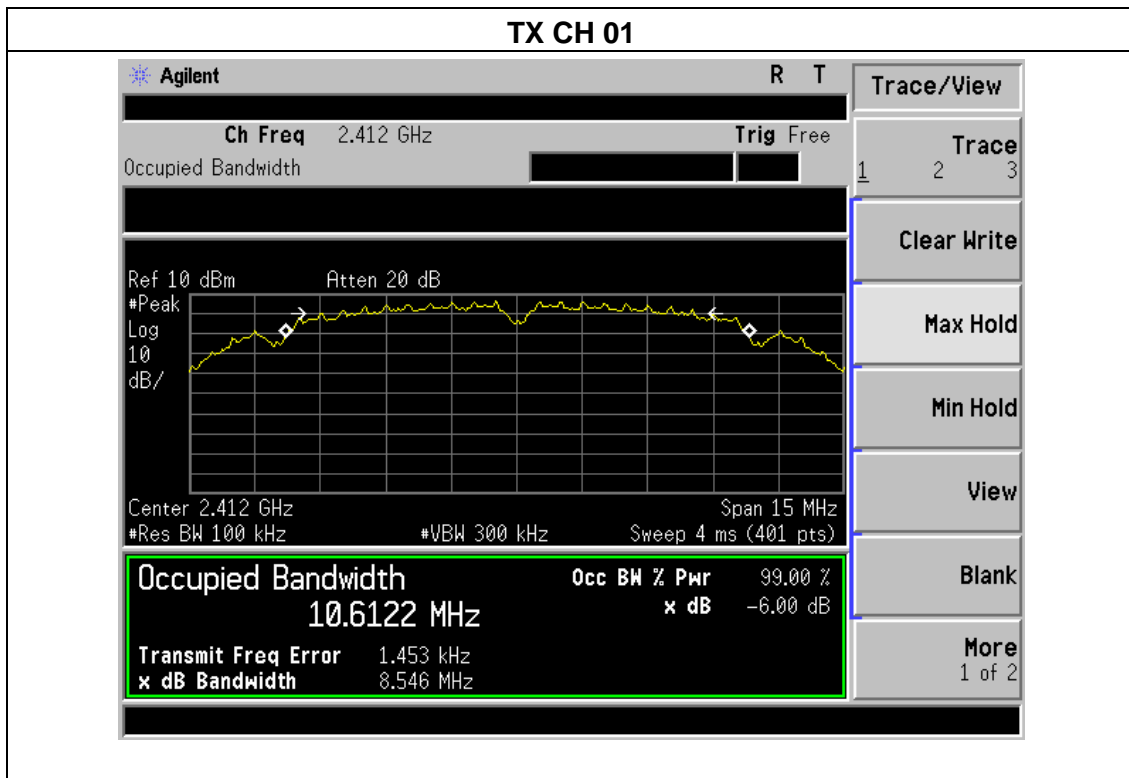 TX CH 01
Agilent R T
Trace/View
Ch Freq 2.412 GHz Trig Free
Occupied Bandwidth
Trace
1 2 3
Clear Write
Ref 10 dBm Atten 20 dB
#Peak
Log
10
dB/
Max Hold
Min Hold
View
Center 2.412 GHz Span 15 MHz
#Res BW 100 kHz #VBW 300 kHz Sweep 4 ms (401 pts)
Occupied Bandwidth Occ BW % Pwr 99.00 %
10.6122 MHz x dB -6.00 dB
Blank
Transmit Freq Error 1.453 kHz
x dB Bandwidth 8.546 MHz
More
1 of 2